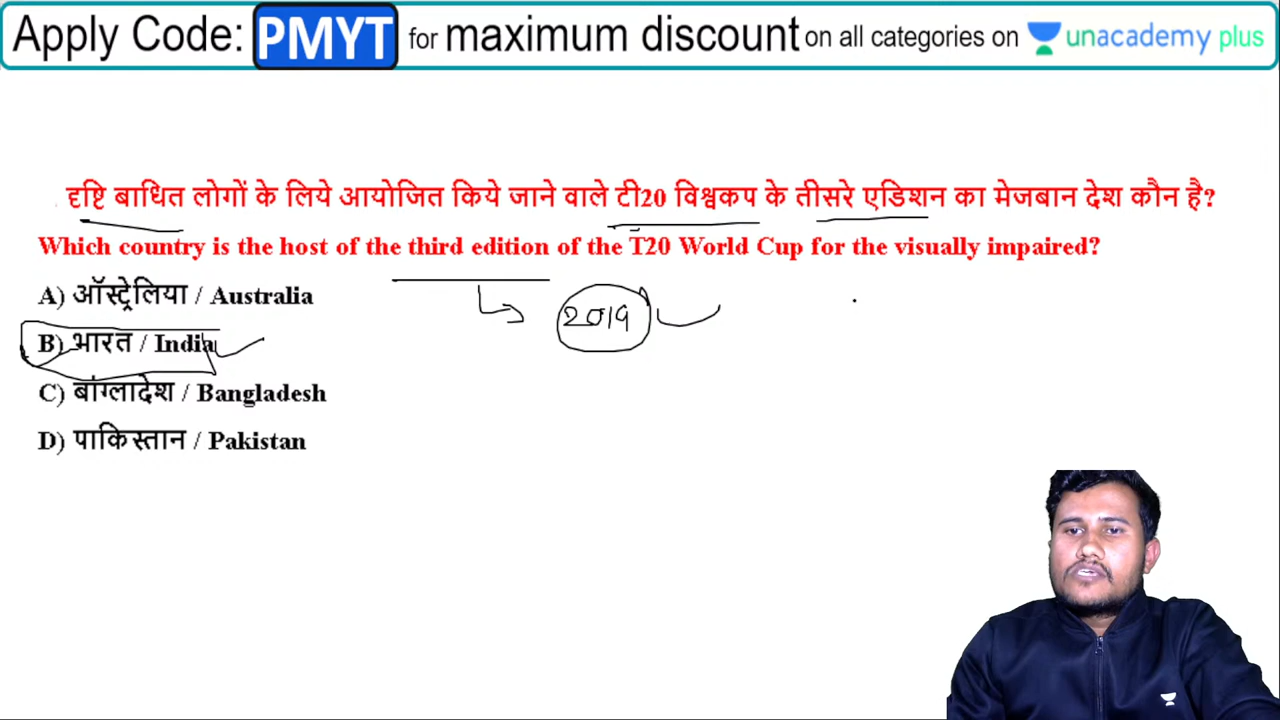 Apply Code: PMYT for maximum discount on all categories on unacademy plus
दृष्टि बाधित लोगों के लिये आयोजित किये जाने वाले टी20 विश्वकप के तीसरे एडिशन का मेजबान देश कौन है?
Which country is the host of the third edition of the T20 World Cup for the visually impaired?
A) ऑस्ट्रेलिया / Australia
2019
B) भारत / India
C) बांग्लादेश / Bangladesh
D) पाकिस्तान / Pakistan